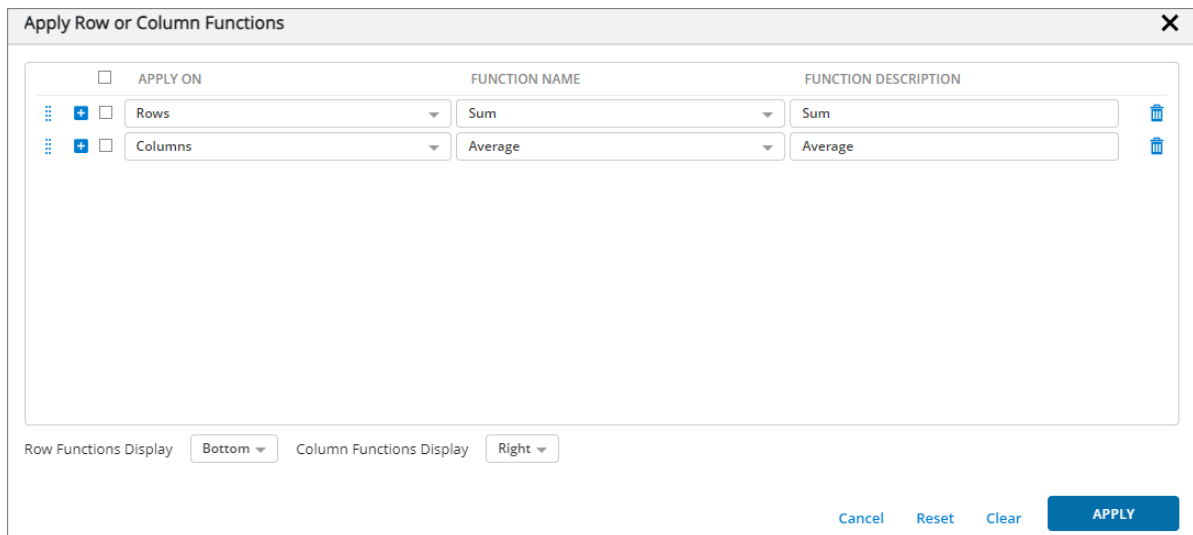 Apply Row or Column Functions
APPLY ON FUNCTION NAME FUNCTION DESCRIPTION
Rows Sum Sum
Columns Average Average
Row Functions Display Bottom Column Functions Display Right
Cancel Reset Clear APPLY